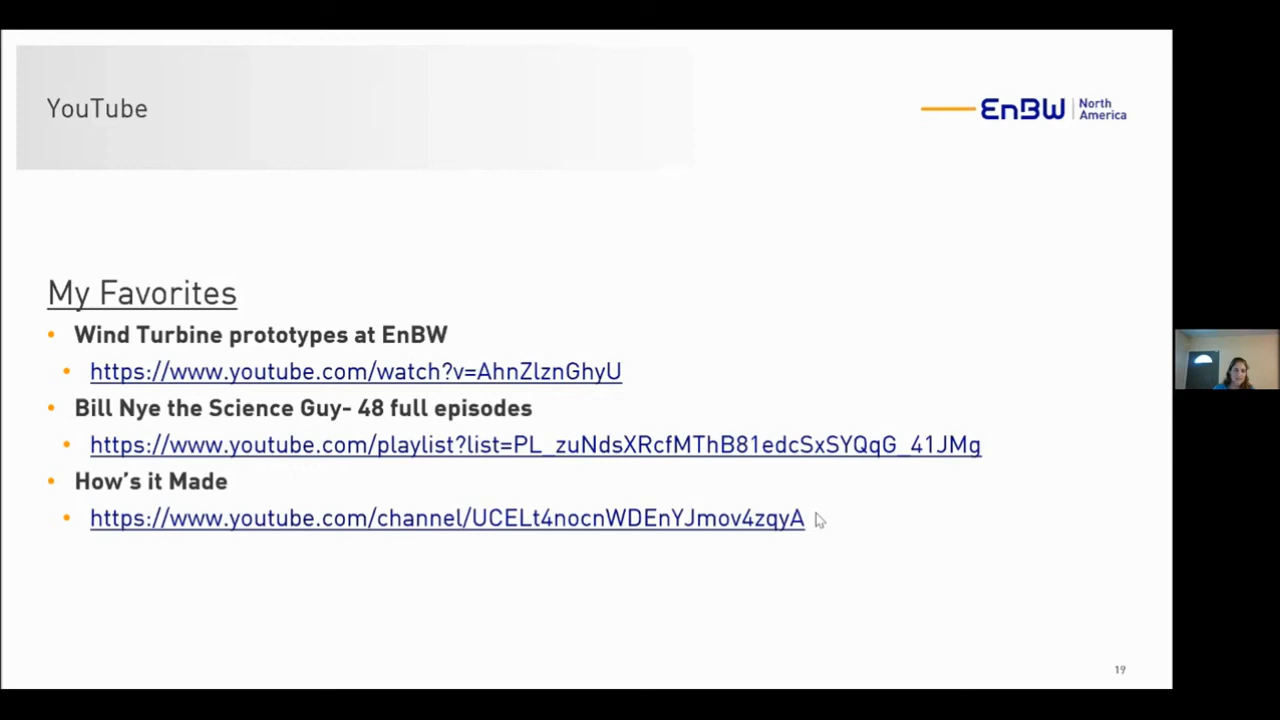 YouTube
EnBW
North
America
My Favorites
• Wind Turbine prototypes at EnBW
• https://www.youtube.com/watch?v=AhnZlznGhyU
• Bill Nye the Science Guy- 48 full episodes
• https://www.youtube.com/playlist?list=PL_zuNdsXRcfMThB81edcSxSYQqG_41JMg
• How’s it Made
• https://www.youtube.com/channel/UCELt4nocnWDEnYJmov4zqyA
19